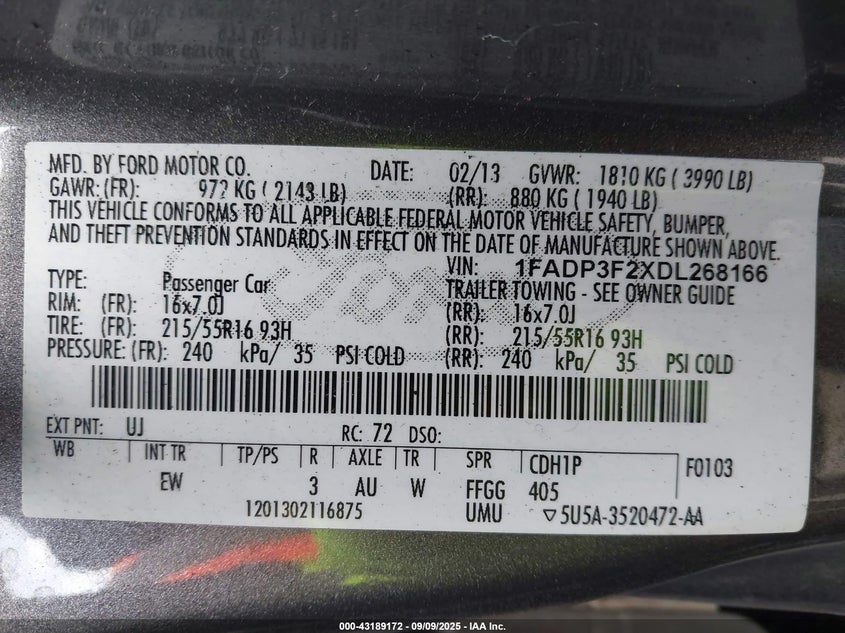 MFD. BY FORD MOTOR CO. DATE: 02/13 GVWR: 1810 KG ( 3990 LB)
GAWR: (FR): 972 KG ( 2143 LB) (RR): 880 KG ( 1940 LB)
THIS VEHICLE CONFORMS TO ALL APPLICABLE FEDERAL MOTOR VEHICLE SAFETY, BUMPER,
AND THEFT PREVENTION STANDARDS IN EFFECT ON THE DATE OF MANUFACTURE SHOWN ABOVE.
VIN: 1FADP3F2XDL268166
TYPE: Passenger Car TRAILER TOWING - SEE OWNER GUIDE
RIM: (FR): 16x7.0J (RR): 16x7.0J
TIRE: (FR): 215/55R16 93H (RR): 215/55R16 93H
PRESSURE: (FR): 240 kPa/ 35 PSI COLD (RR): 240 kPa/ 35 PSI COLD
EXT PNT: UJ RC: 72 DSO:
WB INT TR TP/PS R AXLE TR SPR CDH1P F0103
EW 3 AU W FFGG 405
1201302116875 UMU ▽5U5A-3520472-AA
000-43189172 - 09/09/2025 - IAA Inc.